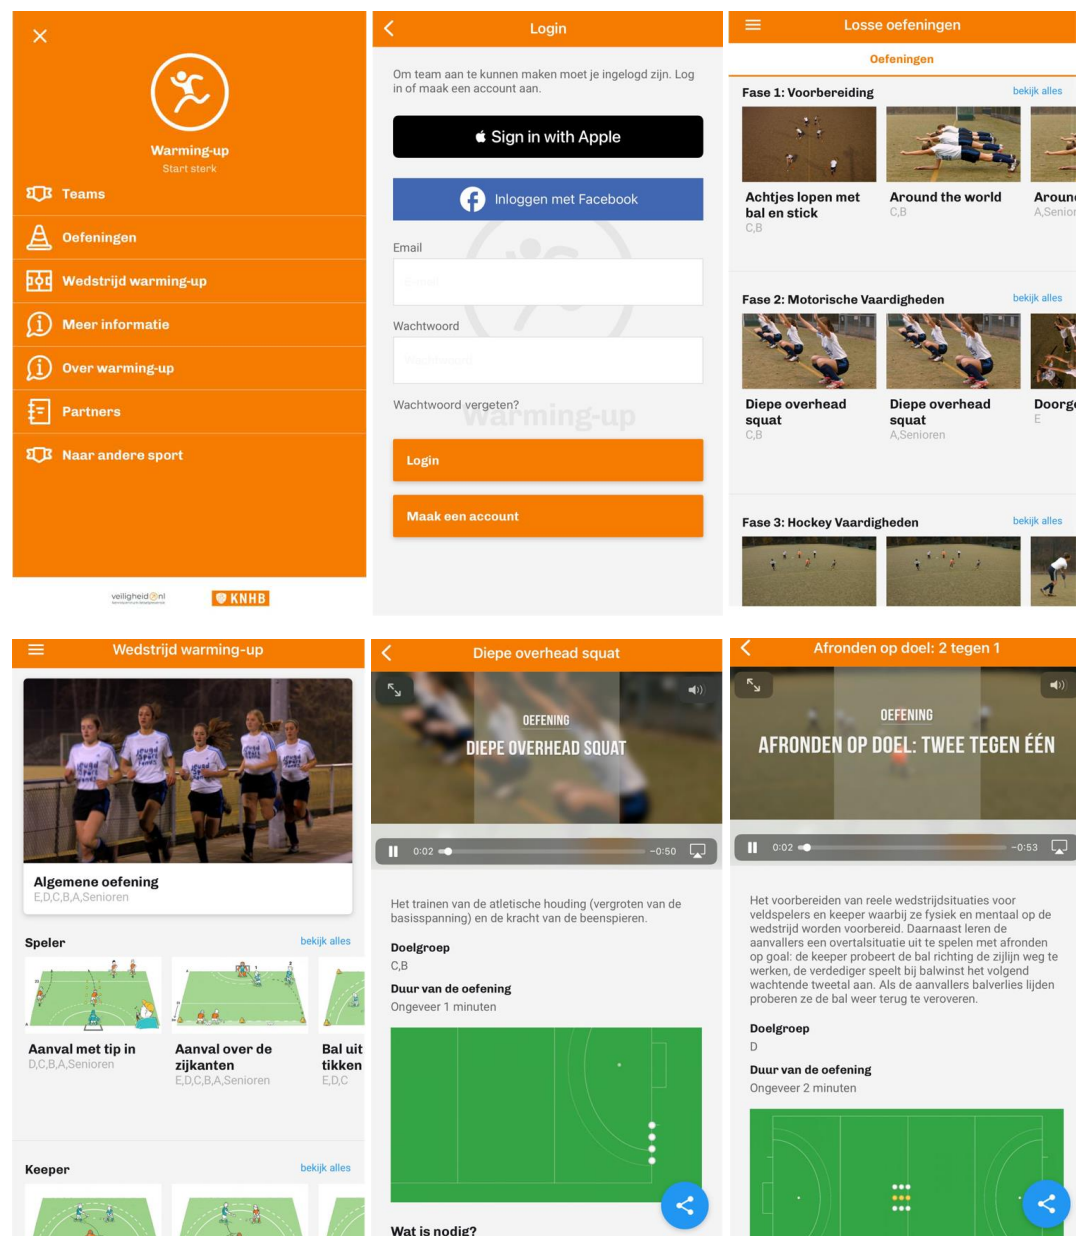 Warming-up
Start sterk
Teams
Oefeningen
Wedstrijd warming-up
Meer informatie
Over warming-up
Partners
Naar andere sport
veiligheid.nl
KNHB
Login
Om team aan te kunnen maken moet je ingelogd zijn. Log
in of maak een account aan.
Sign in with Apple
Inloggen met Facebook
Email
E-mail
Wachtwoord
Wachtwoord
Wachtwoord vergeten?
Warming-up
Login
Maak een account
Losse oefeningen
Oefeningen
Fase 1: Voorbereiding
bekijk alles
Achtjes lopen met
bal en stick
C,B
Around the world
C,B
Aroun
A,Senior
Fase 2: Motorische Vaardigheden
bekijk alles
Diepe overhead
squat
C,B
Diepe overhead
squat
A,Senioren
Doorge
E
Fase 3: Hockey Vaardigheden
bekijk alles
Wedstrijd warming-up
Algemene oefening
E,D,C,B,A,Senioren
Speler
bekijk alles
Aanval met tip in
D,C,B,A,Senioren
Aanval over de
zijkanten
E,D,C,B,A,Senioren
Bal uit
tikken
E,D,C
Keeper
bekijk alles
Diepe overhead squat
OEFENING
DIEPE OVERHEAD SQUAT
0:02
-0:50
Het trainen van de atletische houding (vergroten van de
basisspanning) en de kracht van de beenspieren.
Doelgroep
C,B
Duur van de oefening
Ongeveer 1 minuten
Wat is nodig?
Afronden op doel: 2 tegen 1
OEFENING
AFRONDEN OP DOEL: TWEE TEGEN ÉÉN
0:02
-0:53
Het voorbereiden van reele wedstrijdsituaties voor
veldspelers en keeper waarbij ze fysiek en mentaal op de
wedstrijd worden voorbereid. Daarnaast leren de
aanvallers een overtalsituatie uit te spelen met afronden
op goal: de keeper probeert de bal richting de zijlijn weg te
werken, de verdediger speelt bij balwinst het volgend
wachtende tweetal aan. Als de aanvallers balverlies lijden
proberen ze de bal weer terug te veroveren.
Doelgroep
D
Duur van de oefening
Ongeveer 2 minuten